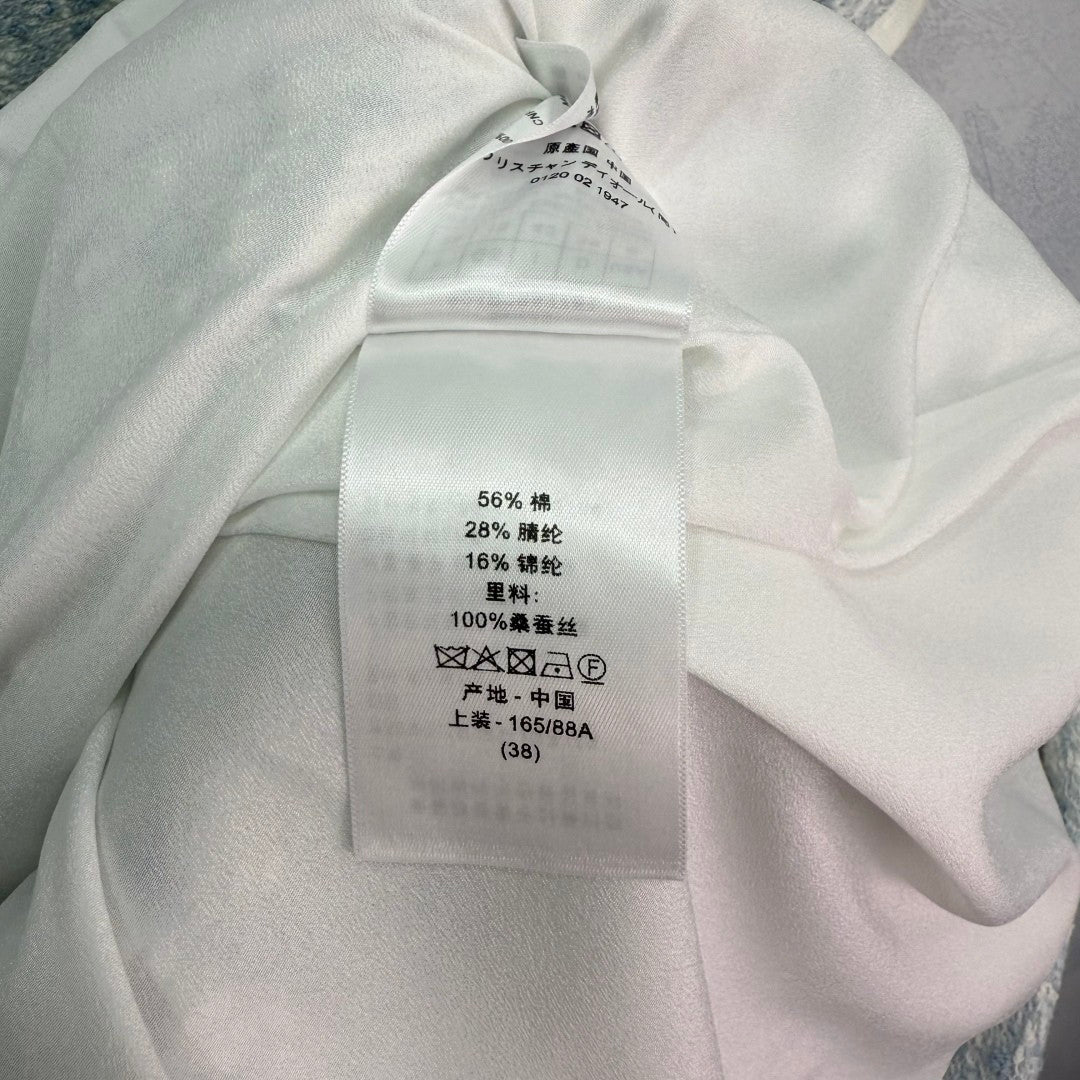 原産国 中国
リスチャンディオール(
0120 02 1947
56% 棉
28% 腈纶
16% 锦纶
里料:
100%桑蚕丝
F
产地 - 中国
上装 - 165/88A
(38)